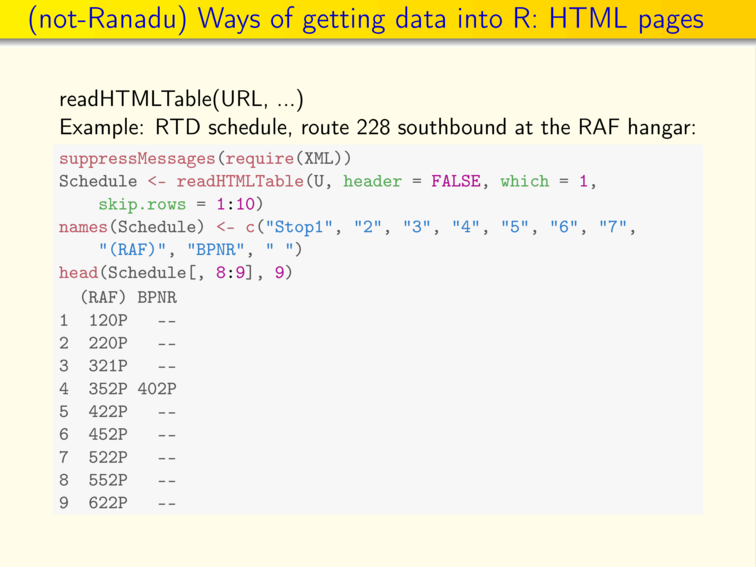 (not-Ranadu) Ways of getting data into R: HTML pages
readHTMLTable(URL, ...)
Example: RTD schedule, route 228 southbound at the RAF hangar:
suppressMessages(require(XML))
Schedule <- readHTMLTable(U, header = FALSE, which = 1,
    skip.rows = 1:10)
names(Schedule) <- c("Stop1", "2", "3", "4", "5", "6", "7",
    "(RAF)", "BPNR", " ")
head(Schedule[, 8:9], 9)
  (RAF) BPNR
1  120P   --
2  220P   --
3  321P   --
4  352P 402P
5  422P   --
6  452P   --
7  522P   --
8  552P   --
9  622P   --